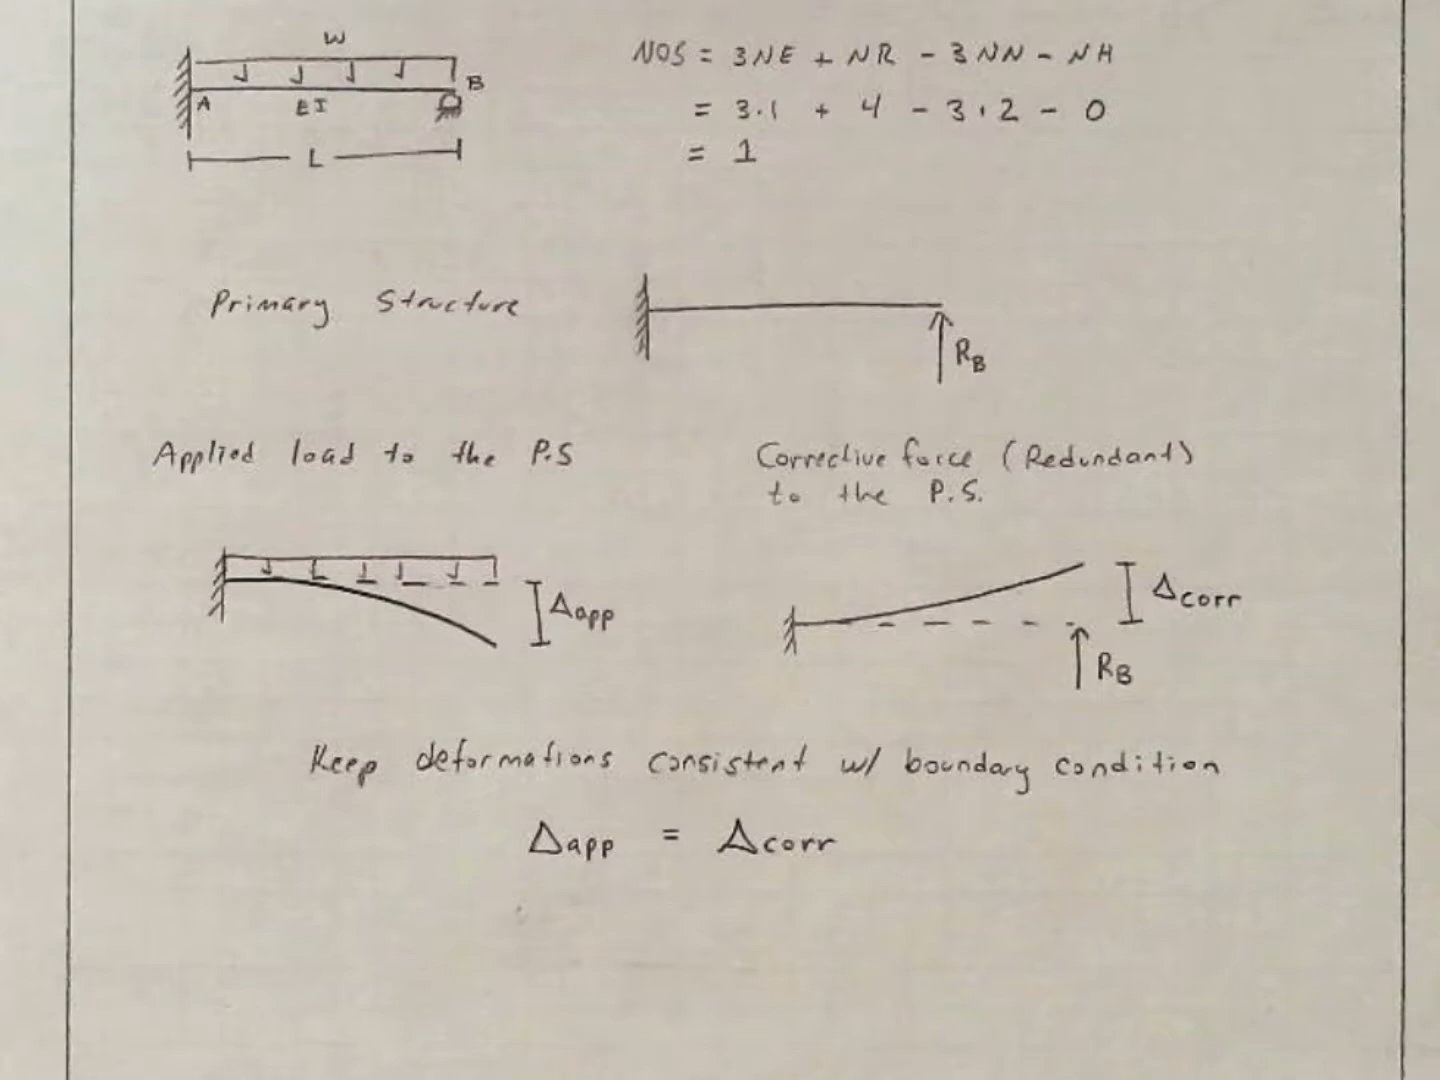 W
NOS = 3NE + NR - 3NN - NH
B
A EI
= 3.1 + 4 - 3.2 - 0
L
= 1
Primary Structure
RB
Applied load to the P.S
Corrective force (Redundant)
to the P.S.
Δapp
Δcorr
RB
Keep deformations consistent w/ boundary condition
Δapp = Δcorr